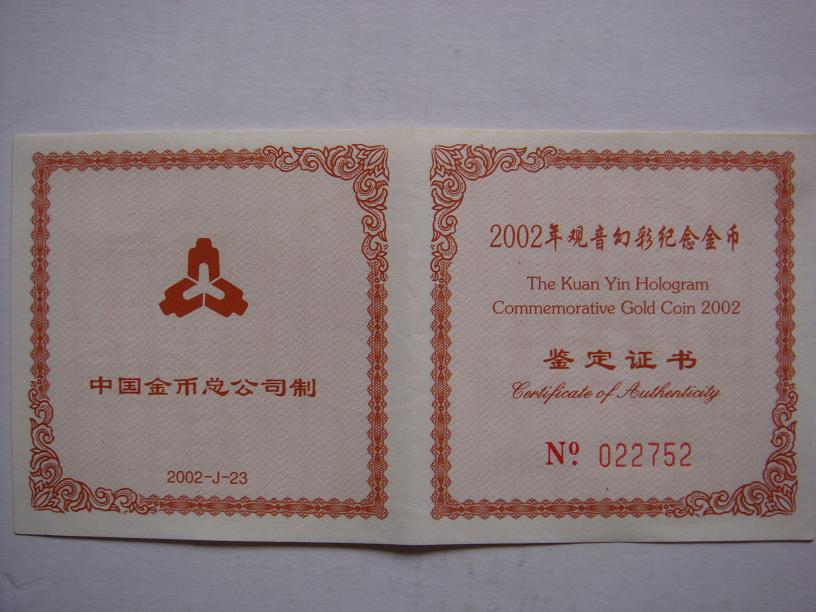 中国金币总公司制
2002-J-23
2002年观音幻彩纪念金币
The Kuan Yin Hologram
Commemorative Gold Coin 2002
鉴定证书
Certificate of Authenticity
Nº 022752